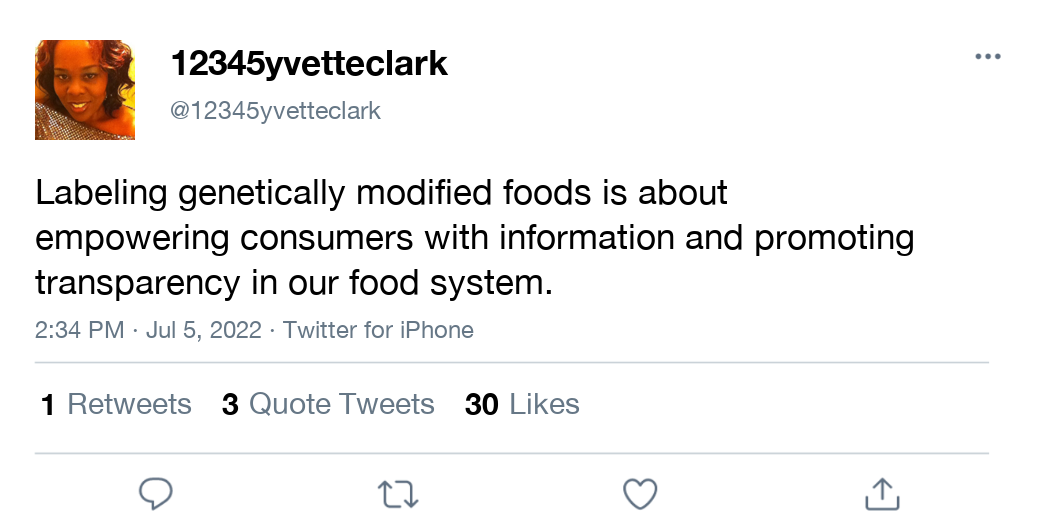 12345yvetteclark
@12345yvetteclark
Labeling genetically modified foods is about
empowering consumers with information and promoting
transparency in our food system.
2:34 PM · Jul 5, 2022 · Twitter for iPhone
1 Retweets 3 Quote Tweets 30 Likes